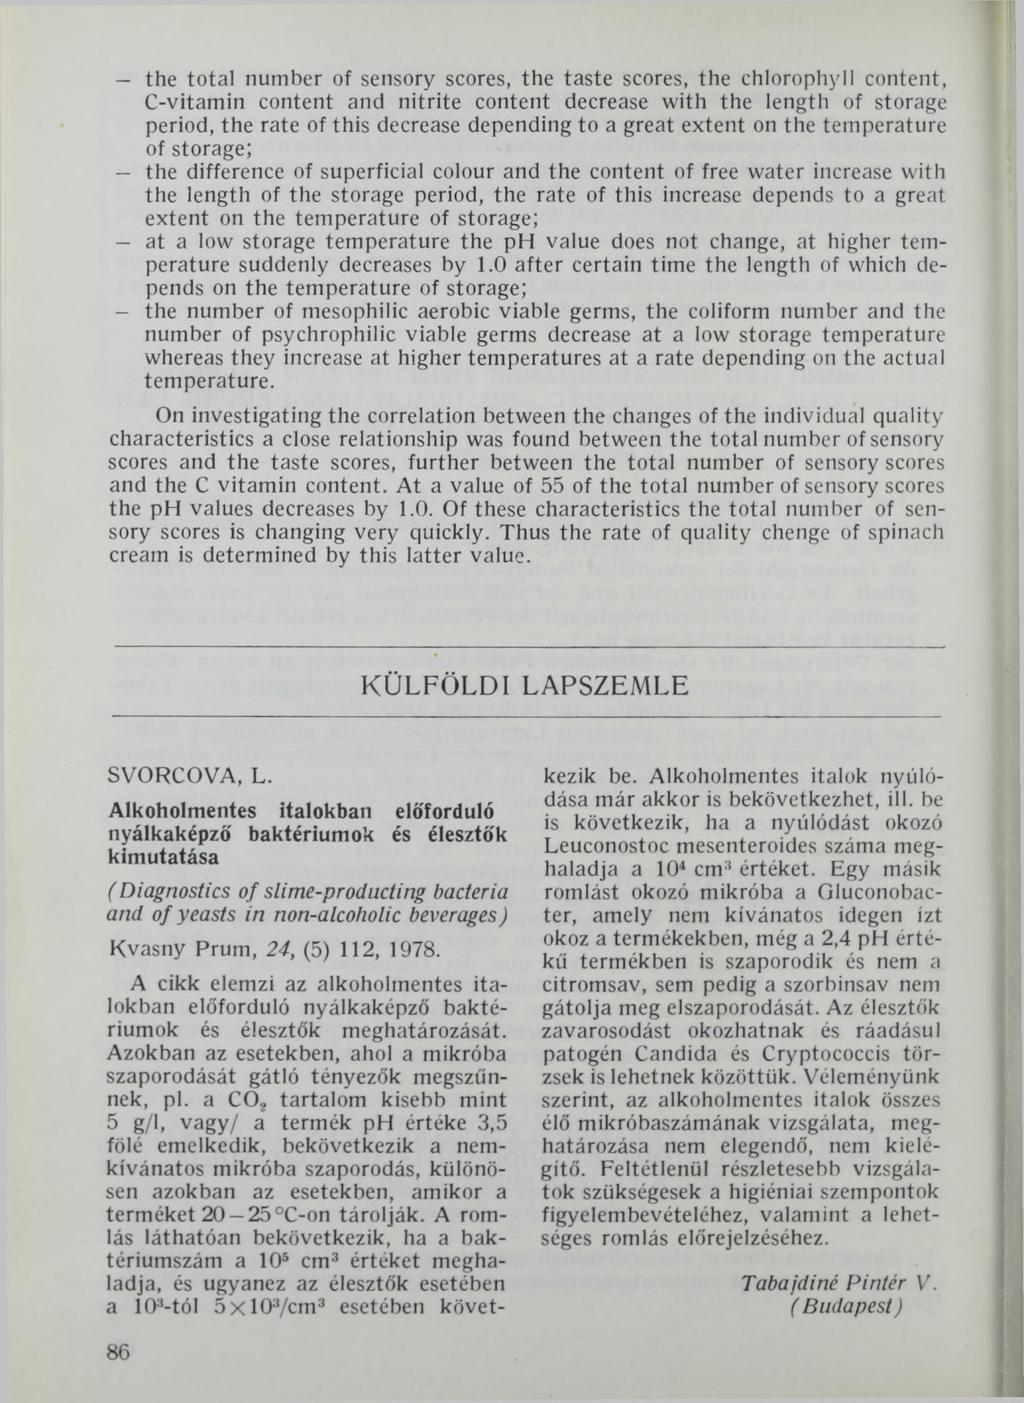 — the total number of sensory scores, the taste scores, the chlorophyll content,
C-vitamin content and nitrite content decrease with the length of storage
period, the rate of this decrease depending to a great extent on the temperature
of storage;
— the difference of superficial colour and the content of free water increase with
the length of the storage period, the rate of this increase depends to a great
extent on the temperature of storage;
— at a low storage temperature the pH value does not change, at higher tem-
perature suddenly decreases by 1.0 after certain time the length of which de-
pends on the temperature of storage;
— the number of mesophilic aerobic viable germs, the coliform number and the
number of psychrophilic viable germs decrease at a low storage temperature
whereas they increase at higher temperatures at a rate depending on the actual
temperature.
On investigating the correlation between the changes of the individual quality
characteristics a close relationship was found between the total number of sensory
scores and the taste scores, further between the total number of sensory scores
and the C vitamin content. At a value of 55 of the total number of sensory scores
the pH values decreases by 1.0. Of these characteristics the total number of sen-
sory scores is changing very quickly. Thus the rate of quality chenge of spinach
cream is determined by this latter value.
KÜLFÖLDI LAPSZEMLE
SVORCOVA, L.
Alkoholmentes italokban előforduló
nyálkaképző baktériumok és élesztők
kimutatása
(Diagnostics of slime-producting bacteria
and of yeasts in non-alcoholic beverages)
Kvasny Prum, 24, (5) 112, 1978.
A cikk elemzi az alkoholmentes ita-
lokban előforduló nyálkaképző bakté-
riumok és élesztők meghatározását.
Azokban az esetekben, ahol a mikróba
szaporodását gátló tényezők megszűn-
nek, pl. a CO₂ tartalom kisebb mint
5 g/l, vagy/ a termék pH értéke 3,5
fölé emelkedik, bekövetkezik a nem-
kívánatos mikróba szaporodás, különö-
sen azokban az esetekben, amikor a
terméket 20—25 °C-on tárolják. A rom-
lás láthatóan bekövetkezik, ha a bak-
tériumszám a 10⁵ cm³ értéket megha-
ladja, és ugyanez az élesztők esetében
a 10³-tól 5×10³/cm³ esetében követ-
kezik be. Alkoholmentes italok nyúló-
dása már akkor is bekövetkezhet, ill. be
is következik, ha a nyúlódást okozó
Leuconostoc mesenteroides száma meg-
haladja a 10⁴ cm³ értéket. Egy másik
romlást okozó mikróba a Gluconobac-
ter, amely nem kívánatos idegen ízt
okoz a termékekben, még a 2,4 pH érté-
kű termékben is szaporodik és nem a
citromsav, sem pedig a szorbinsav nem
gátolja meg elszaporodását. Az élesztők
zavarosodást okozhatnak és ráadásul
patogén Candida és Cryptococcis tör-
zsek is lehetnek közöttük. Véleményünk
szerint, az alkoholmentes italok összes
élő mikróbaszámának vizsgálata, meg-
határozása nem elegendő, nem kielé-
gítő. Feltétlenül részletesebb vizsgála-
tok szükségesek a higiéniai szempontok
figyelembevételéhez, valamint a lehet-
séges romlás előrejelzéséhez.
Tabajdiné Pintér V.
(Budapest)
86